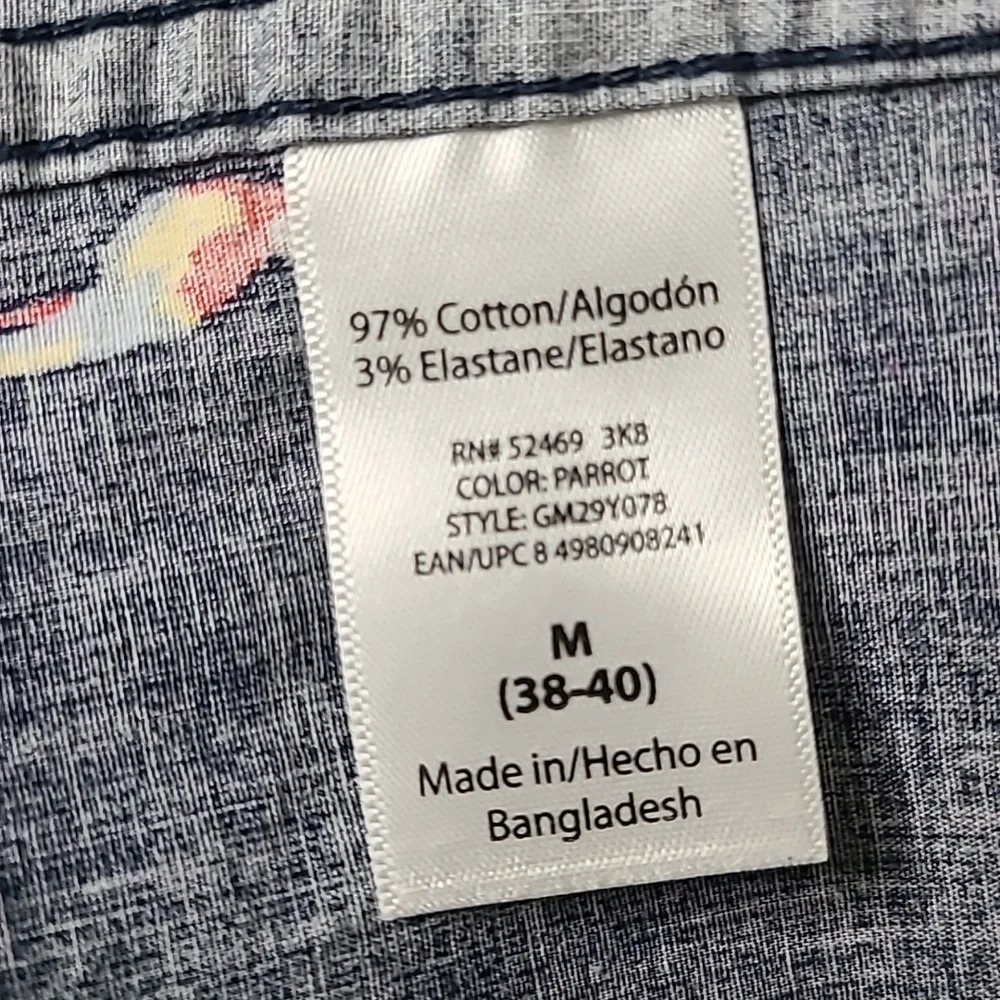 97% Cotton/Algodón
3% Elastane/Elastano
RN# 52469 3K8
COLOR: PARROT
STYLE: GM29Y078
EAN/UPC 8 4980908241
M
(38-40)
Made in/Hecho en
Bangladesh